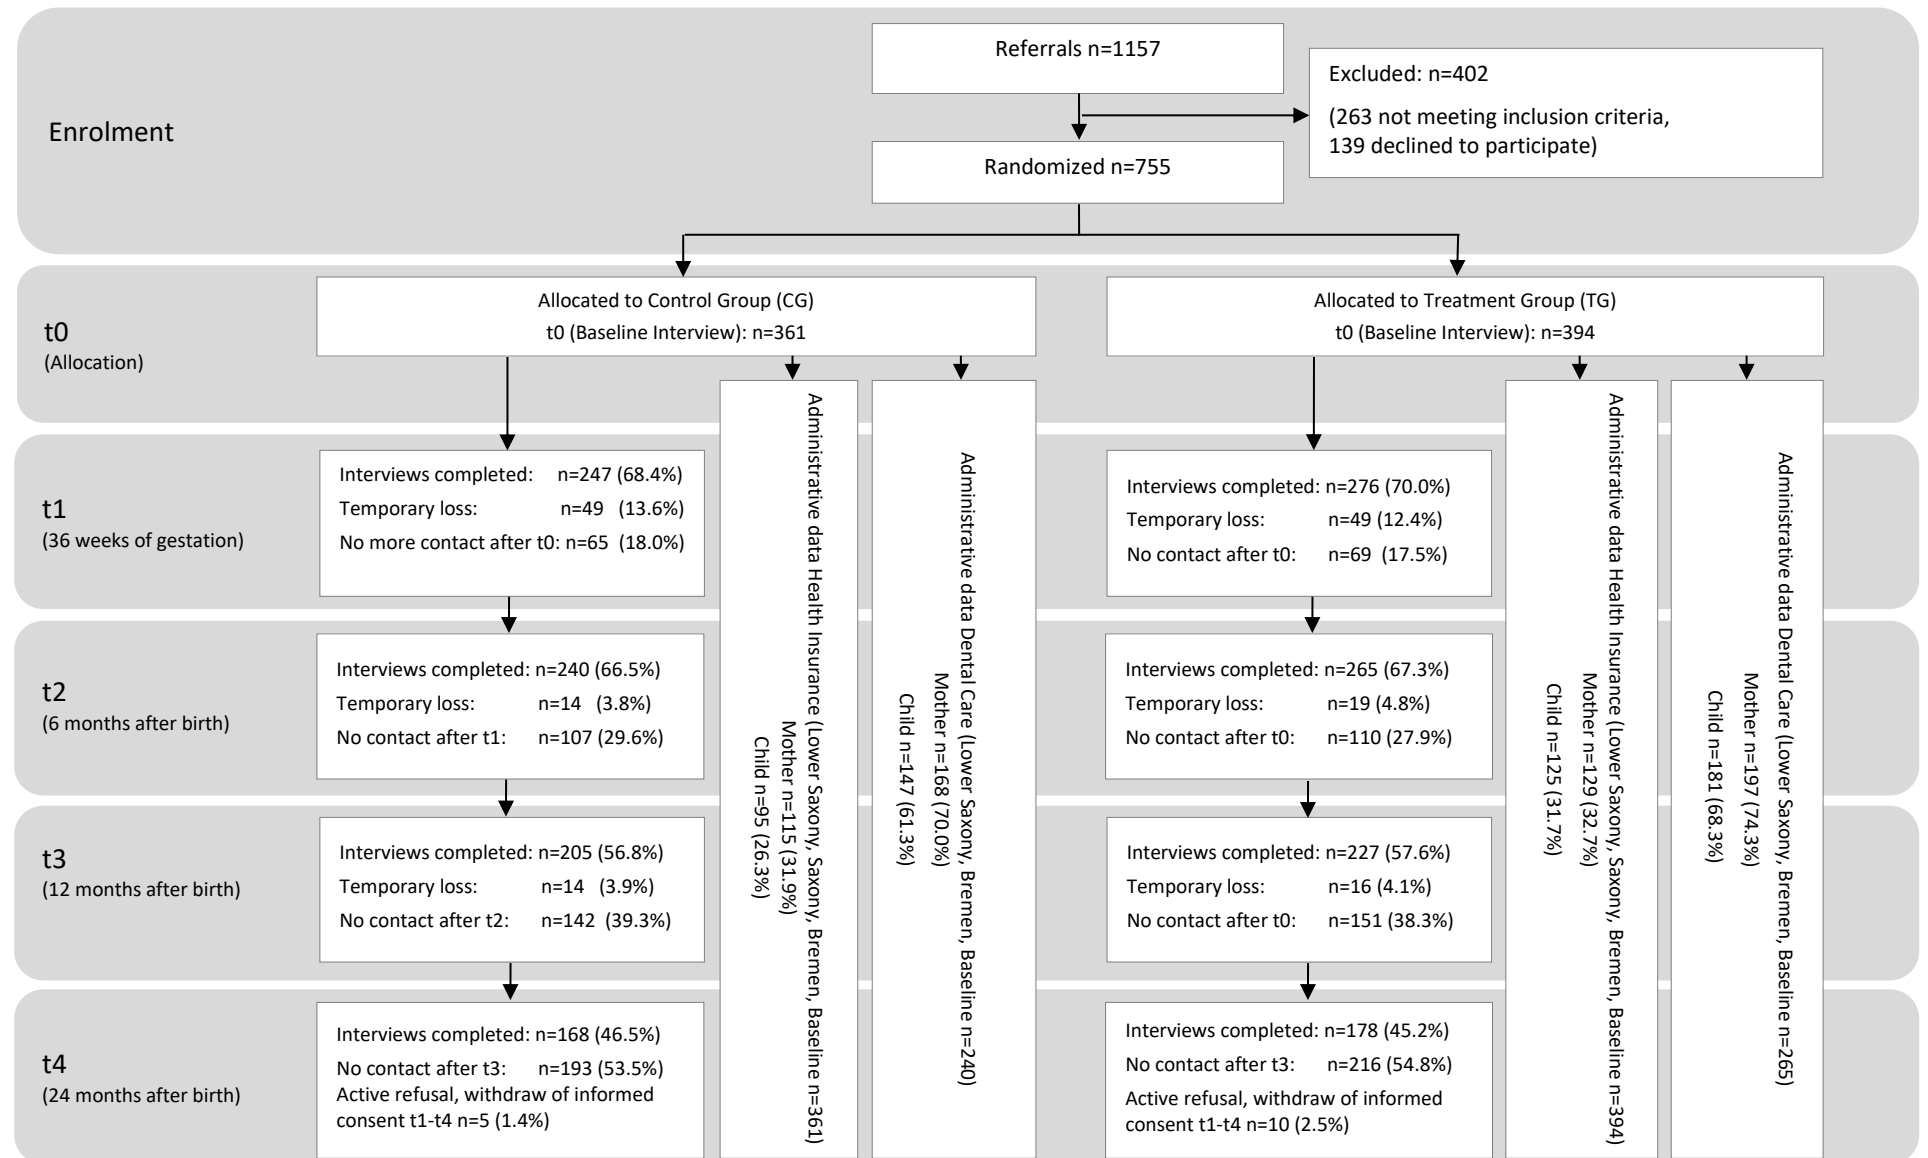 Enrolment
Referrals n=1157
Excluded: n=402
(263 not meeting inclusion criteria,
139 declined to participate)
Randomized n=755
t0
(Allocation)
Allocated to Control Group (CG)
t0 (Baseline Interview): n=361
Allocated to Treatment Group (TG)
t0 (Baseline Interview): n=394
t1
(36 weeks of gestation)
Interviews completed: n=247 (68.4%)
Temporary loss: n=49 (13.6%)
No more contact after t0: n=65 (18.0%)
Interviews completed: n=276 (70.0%)
Temporary loss: n=49 (12.4%)
No contact after t0: n=69 (17.5%)
t2
(6 months after birth)
Interviews completed: n=240 (66.5%)
Temporary loss: n=14 (3.8%)
No contact after t1: n=107 (29.6%)
Interviews completed: n=265 (67.3%)
Temporary loss: n=19 (4.8%)
No contact after t0: n=110 (27.9%)
t3
(12 months after birth)
Interviews completed: n=205 (56.8%)
Temporary loss: n=14 (3.9%)
No contact after t2: n=142 (39.3%)
Interviews completed: n=227 (57.6%)
Temporary loss: n=16 (4.1%)
No contact after t0: n=151 (38.3%)
t4
(24 months after birth)
Interviews completed: n=168 (46.5%)
No contact after t3: n=193 (53.5%)
Active refusal, withdraw of informed
consent t1-t4 n=5 (1.4%)
Interviews completed: n=178 (45.2%)
No contact after t3: n=216 (54.8%)
Active refusal, withdraw of informed
consent t1-t4 n=10 (2.5%)
Administrative data Health Insurance (Lower Saxony, Saxony, Bremen, Baseline n=361)
Mother n=115 (31.9%)
Child n=95 (26.3%)
Administrative data Dental Care (Lower Saxony, Bremen, Baseline n=240)
Mother n=168 (70.0%)
Child n=147 (61.3%)
Administrative data Health Insurance (Lower Saxony, Saxony, Bremen, Baseline n=394)
Mother n=129 (32.7%)
Child n=125 (31.7%)
Administrative data Dental Care (Lower Saxony, Bremen, Baseline n=265)
Mother n=197 (74.3%)
Child n=181 (68.3%)